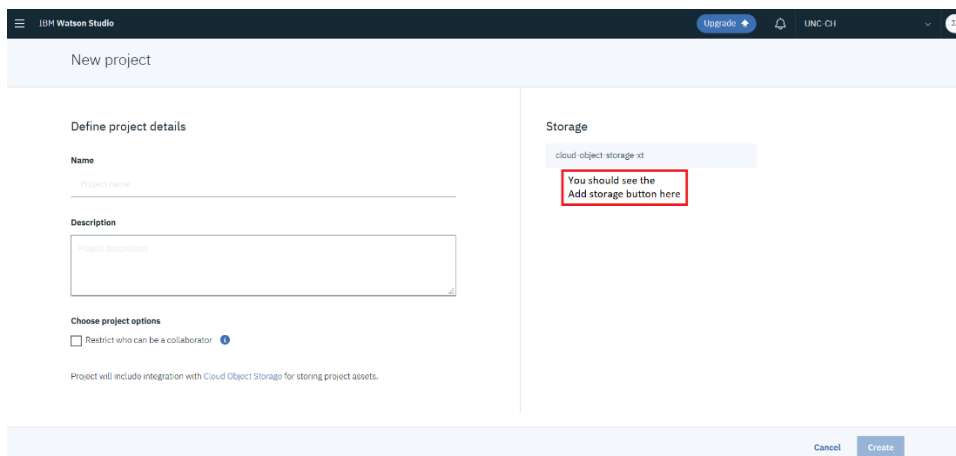 IBM Watson Studio
Upgrade
UNC-CH
New project
Define project details
Name
Project name
Description
Project description
Choose project options
Restrict who can be a collaborator
Project will include integration with Cloud Object Storage for storing project assets.
Storage
cloud-object-storage-xt
You should see the
Add storage button here
Cancel
Create